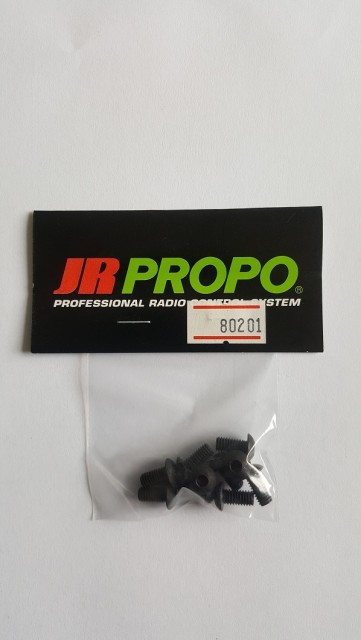 JR PROPO®
PROFESSIONAL RADIO CONTROL SYSTEM
80201